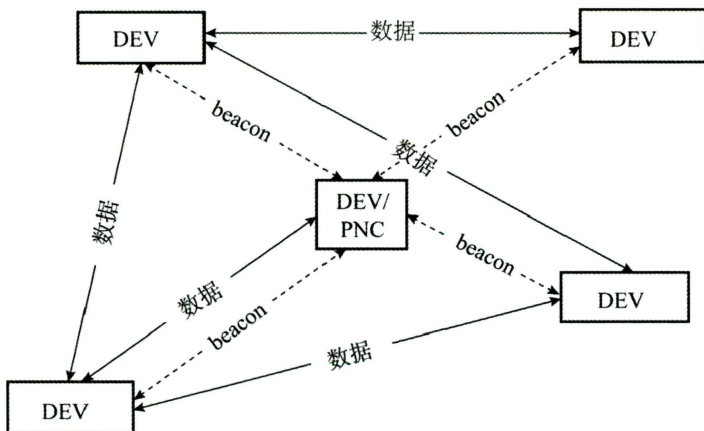 DEV
数据
DEV
beacon
beacon
数据
DEV/
PNC
数据
beacon
数据
DEV
beacon
数据
DEV